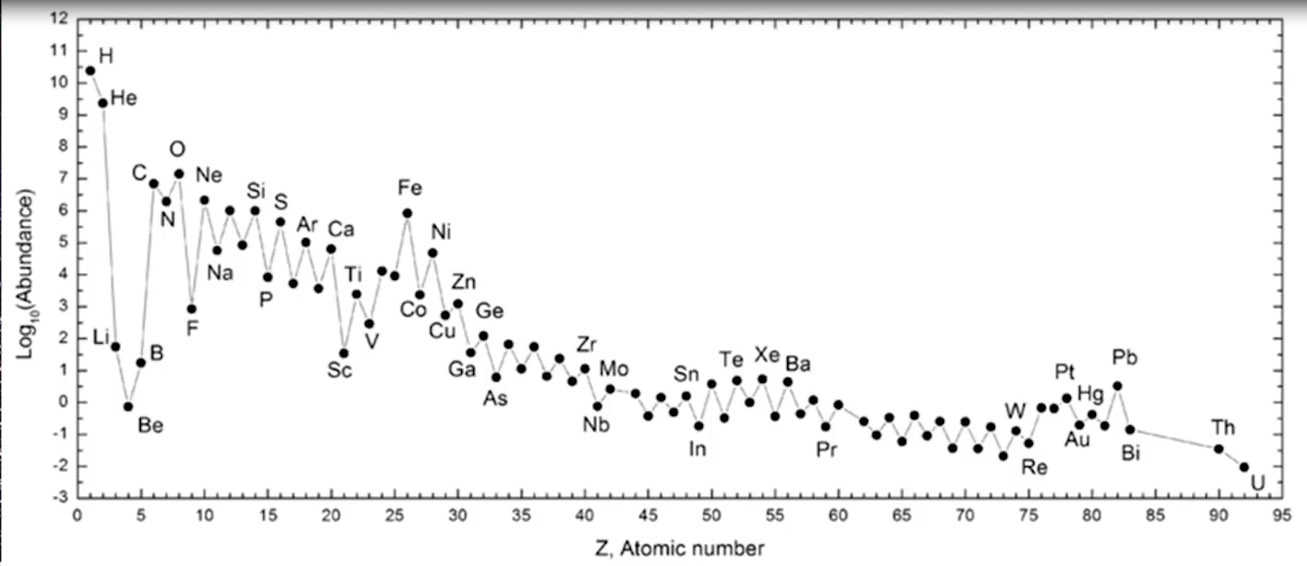 12
11
10
9
8
7
6
5
4
3
2
1
0
-1
-2
-3
Log10(Abundance)
H
He
Li
Be
B
C
N
O
F
Ne
Na
Si
P
S
Ar
Ca
Sc
Ti
V
Fe
Co
Ni
Cu
Zn
Ga
Ge
As
Zr
Nb
Mo
Sn
In
Te
Xe
Ba
Pr
W
Re
Pt
Au
Hg
Pb
Bi
Th
U
0 5 10 15 20 25 30 35 40 45 50 55 60 65 70 75 80 85 90 95
Z, Atomic number